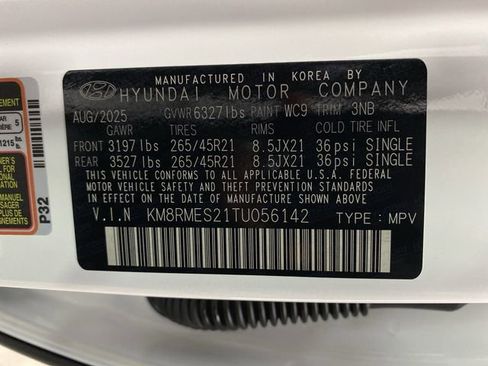 MANUFACTURED IN KOREA BY
HYUNDAI MOTOR COMPANY
AUG/2025 GVWR 6327lbs PAINT WC9 TRIM 3NB
GAWR TIRES RIMS COLD TIRE INFL
FRONT 3197lbs 265/45R21 8.5JX21 36psi SINGLE
REAR 3527lbs 265/45R21 8.5JX21 36psi SINGLE
THIS VEHICLE CONFORMS TO ALL APPLICABLE U.S.A. FEDERAL
MOTOR VEHICLE SAFETY STANDARDS IN EFFECT ON THE
DATE OF MANUFACTURE SHOWN ABOVE.
V.I.N KM8RMES21TU056142 TYPE : MPV
5
1215
P32